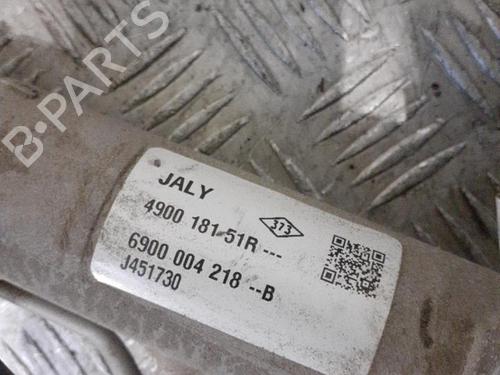 B-PARTS
JALY
4900 181 51R ---
373
6900 004 218 --B
J451730